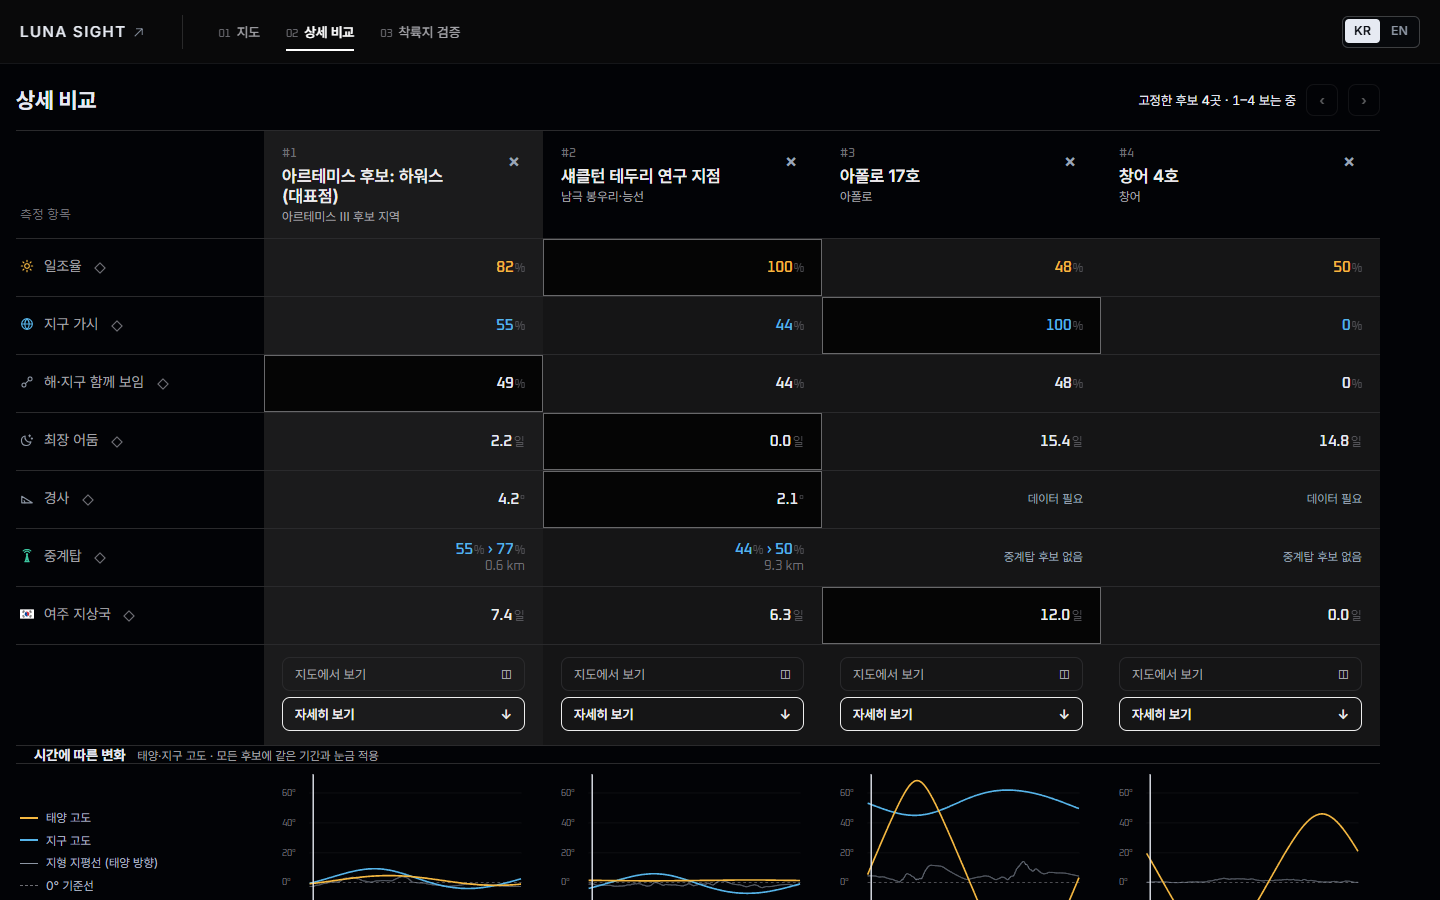 LUNA SIGHT ↗
01 지도
02 상세 비교
03 착륙지 검증
KR EN
상세 비교
고정한 후보 4곳 · 1–4 보는 중 ‹ ›
측정 항목
#1
아르테미스 후보: 하워스
(대표점)
아르테미스 III 후보 지역
×
#2
섀클턴 테두리 연구 지점
남극 봉우리·능선
×
#3
아폴로 17호
아폴로
×
#4
창어 4호
창어
×
일조율 ◇ 82% 100% 48% 50%
지구 가시 ◇ 55% 44% 100% 0%
해·지구 함께 보임 ◇ 49% 44% 48% 0%
최장 어둠 ◇ 2.2일 0.0일 15.4일 14.8일
경사 ◇ 4.2° 2.1° 데이터 필요 데이터 필요
중계탑 ◇ 55% › 77% 44% › 50% 중계탑 후보 없음 중계탑 후보 없음
0.6 km 9.3 km
여주 지상국 ◇ 7.4일 6.3일 12.0일 0.0일
지도에서 보기 지도에서 보기 지도에서 보기 지도에서 보기
자세히 보기 ↓ 자세히 보기 ↓ 자세히 보기 ↓ 자세히 보기 ↓
시간에 따른 변화 태양·지구 고도 · 모든 후보에 같은 기간과 눈금 적용
태양 고도
지구 고도
지형 지평선 (태양 방향)
0° 기준선
60° 60° 60° 60°
40° 40° 40° 40°
20° 20° 20° 20°
0° 0° 0° 0°